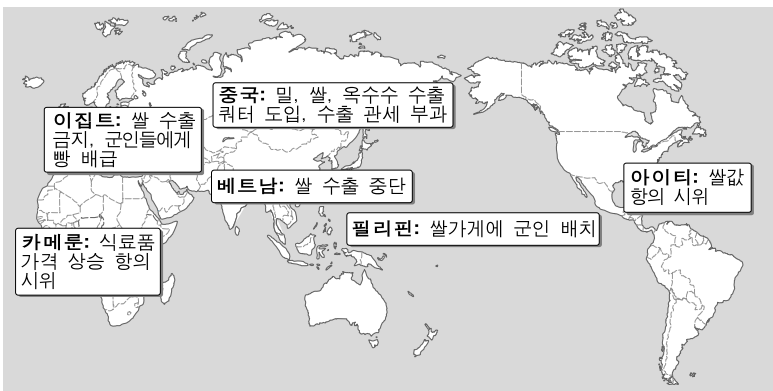 중국: 밀, 쌀, 옥수수 수출
쿼터 도입, 수출 관세 부과
이집트: 쌀 수출
금지, 군인들에게
빵 배급
베트남: 쌀 수출 중단
아이티: 쌀값
항의 시위
필리핀: 쌀가게에 군인 배치
카메룬: 식료품
가격 상승 항의
시위